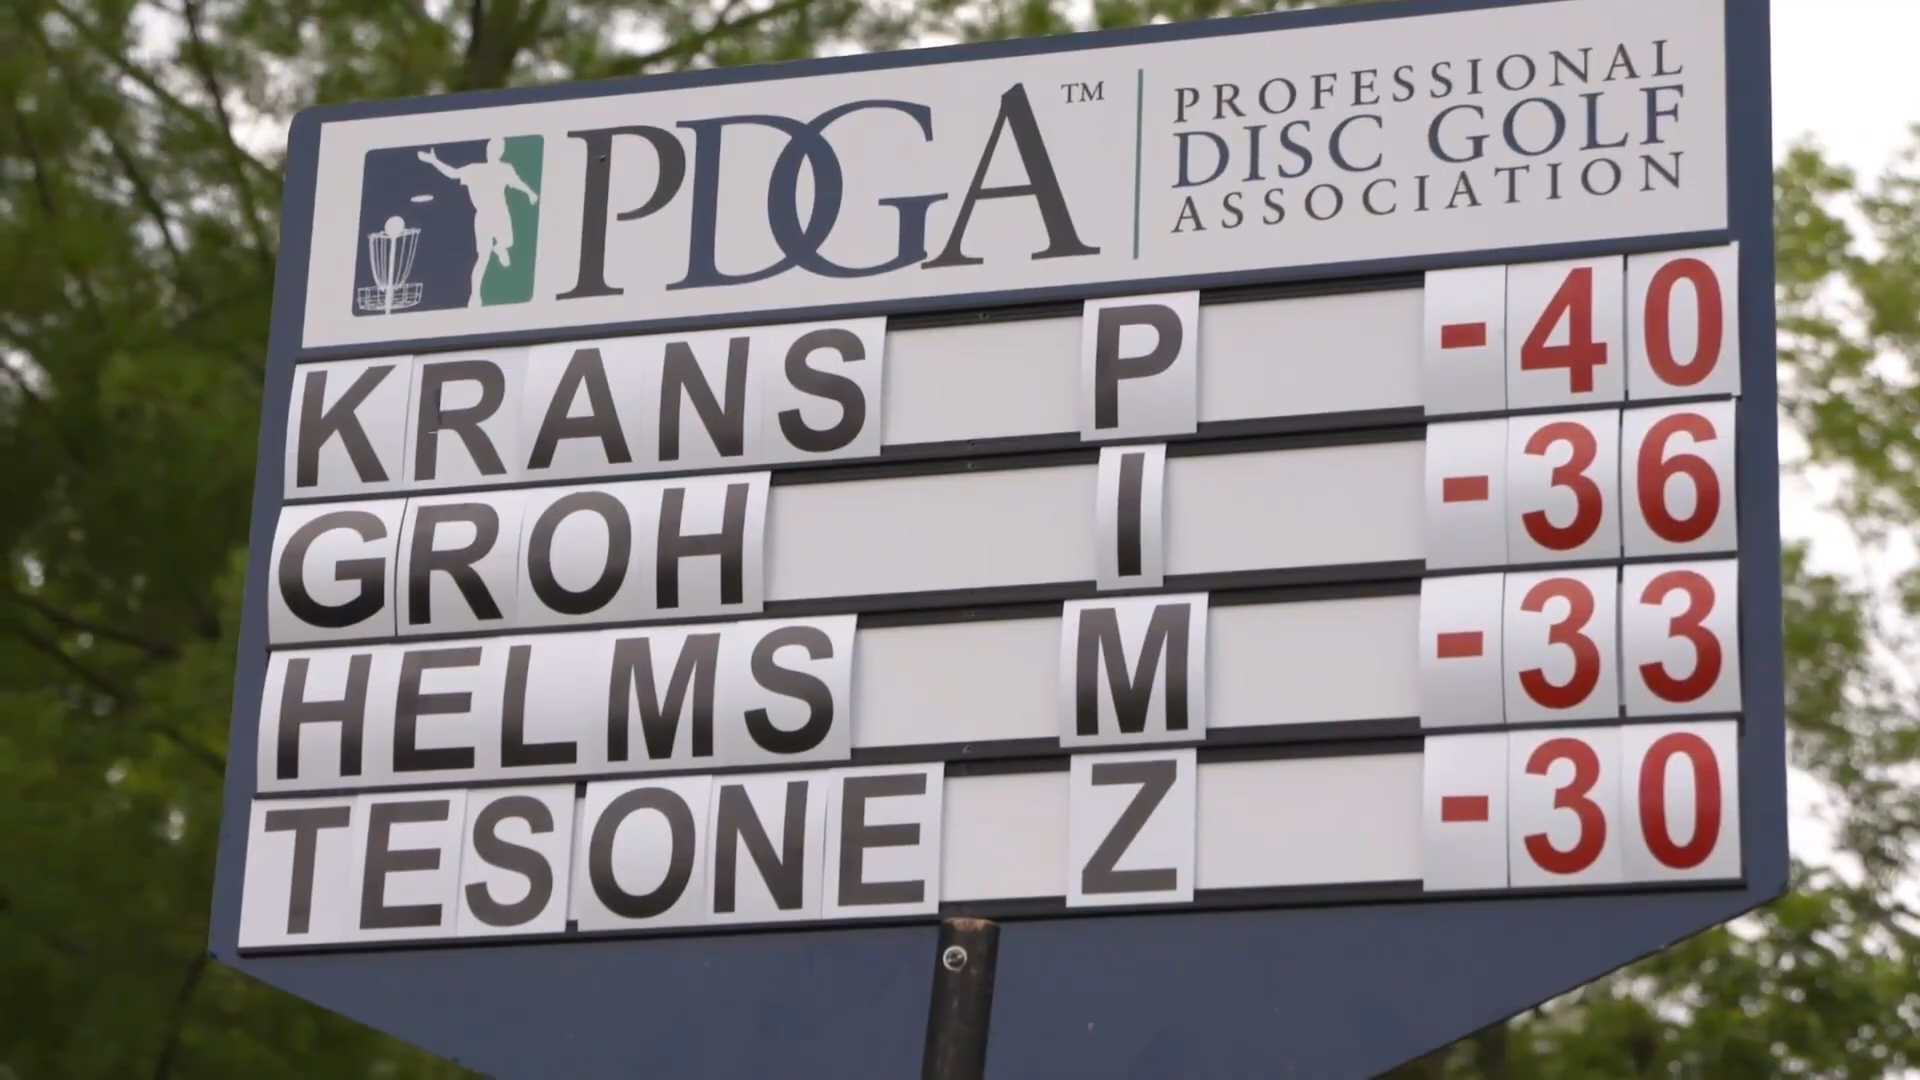 PDGA™
PROFESSIONAL
DISC GOLF
ASSOCIATION
KRANS P -40
GROH I -36
HELMS M -33
TESONE Z -30